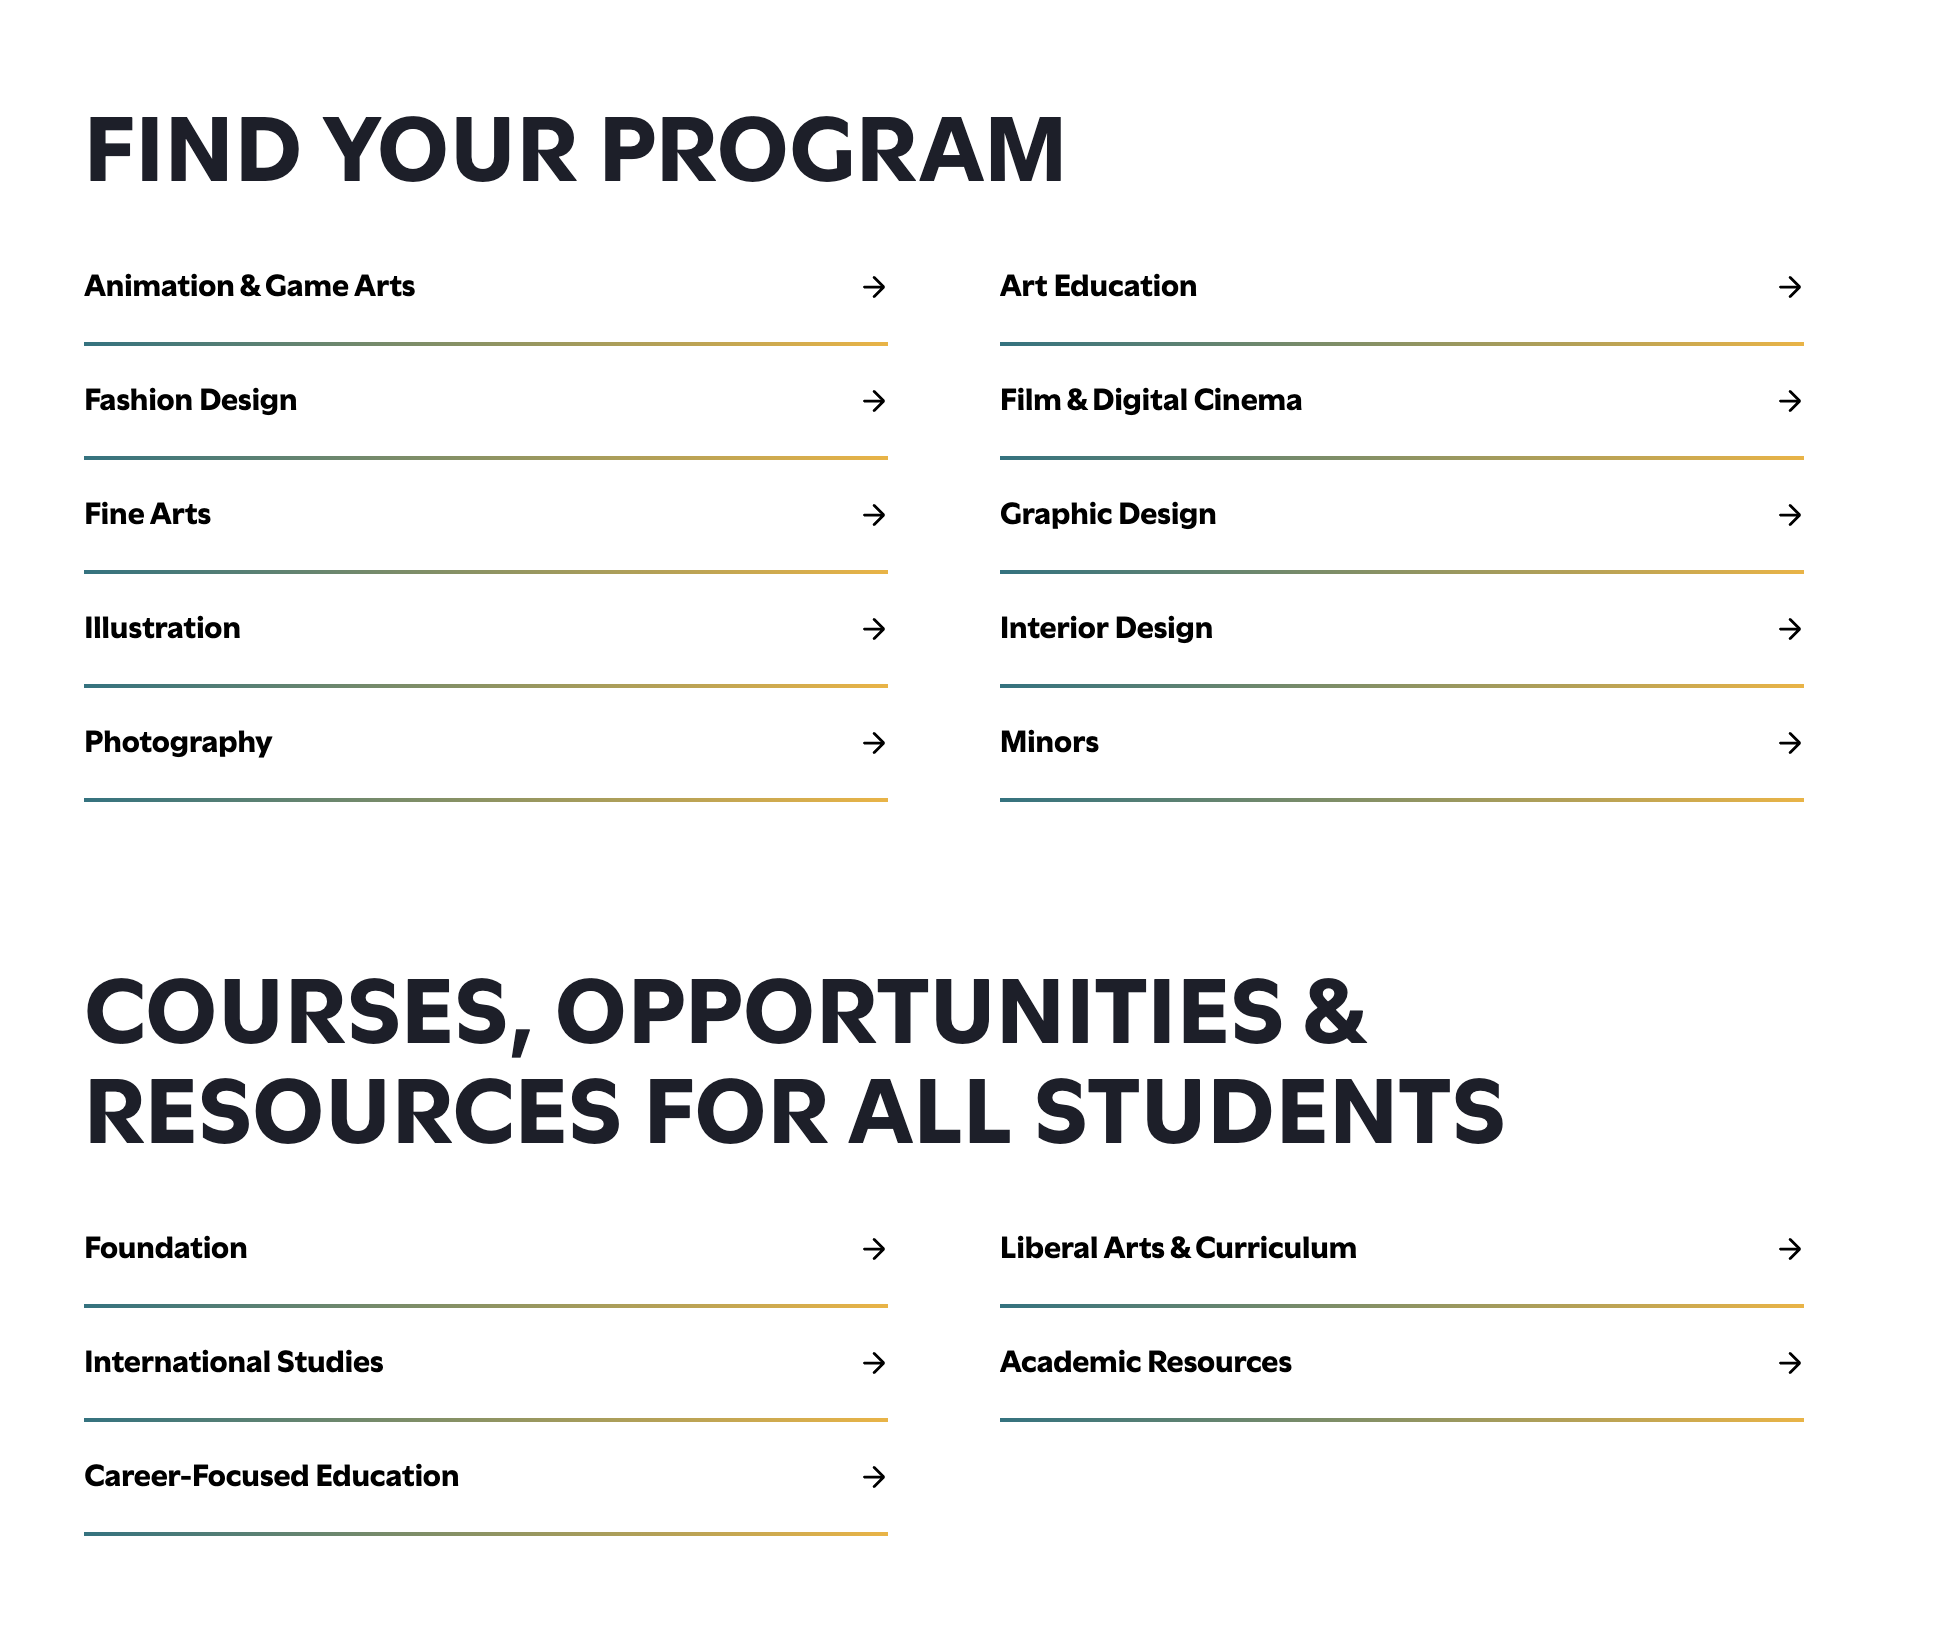 FIND YOUR PROGRAM
Animation & Game Arts
Art Education
Fashion Design
Film & Digital Cinema
Fine Arts
Graphic Design
Illustration
Interior Design
Photography
Minors
COURSES, OPPORTUNITIES &
RESOURCES FOR ALL STUDENTS
Foundation
Liberal Arts & Curriculum
International Studies
Academic Resources
Career-Focused Education